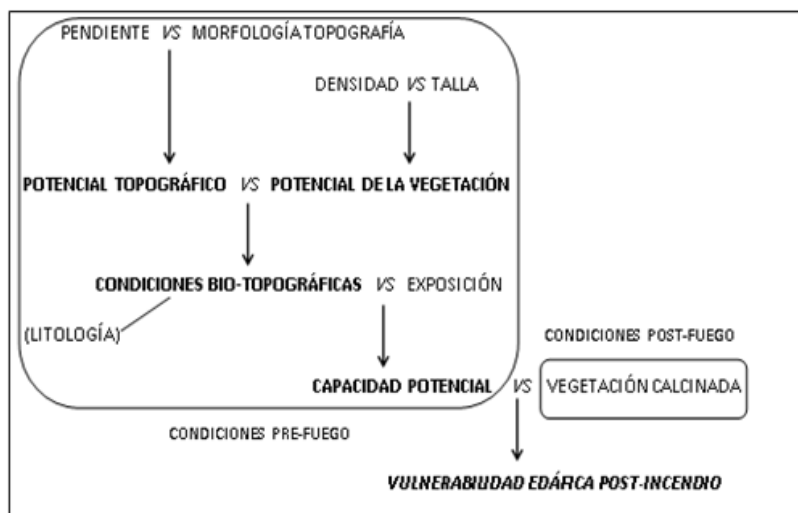 PENDIENTE VS MORFOLOGÍA TOPOGRAFÍA
DENSIDAD VS TALLA
POTENCIAL TOPOGRÁFICO VS POTENCIAL DE LA VEGETACIÓN
CONDICIONES BIO-TOPOGRÁFICAS VS EXPOSICIÓN
(LITOLOGÍA)
CONDICIONES POST-FUEGO
CAPACIDAD POTENCIAL VS VEGETACIÓN CALCINADA
CONDICIONES PRE-FUEGO
VULNERABILIDAD EDÁFICA POST-INCENDIO